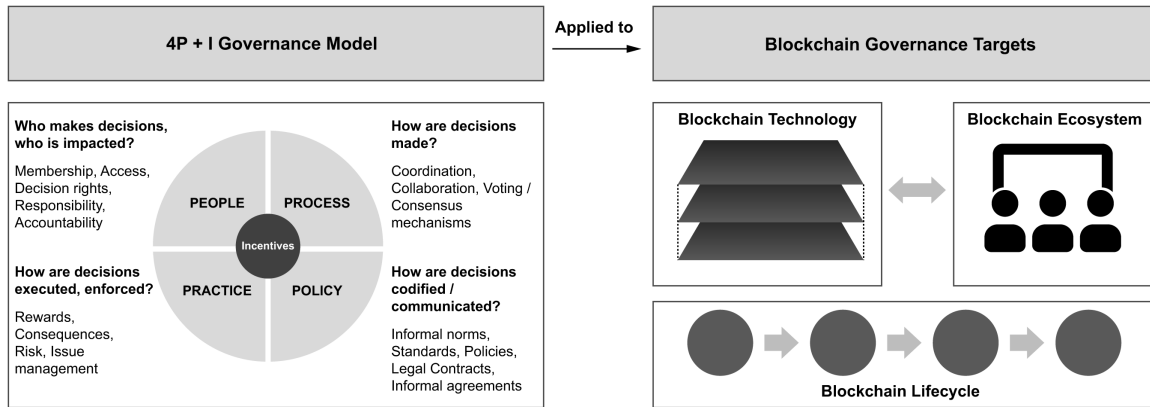 4P + I Governance Model
Applied to
Blockchain Governance Targets
Who makes decisions,
who is impacted?
Membership, Access,
Decision rights,
Responsibility,
Accountability
How are decisions
made?
Coordination,
Collaboration, Voting /
Consensus
mechanisms
PEOPLE
PROCESS
Incentives
PRACTICE
POLICY
How are decisions
executed, enforced?
Rewards,
Consequences,
Risk, Issue
management
How are decisions
codified /
communicated?
Informal norms,
Standards, Policies,
Legal Contracts,
Informal agreements
Blockchain Technology
Blockchain Ecosystem
Blockchain Lifecycle